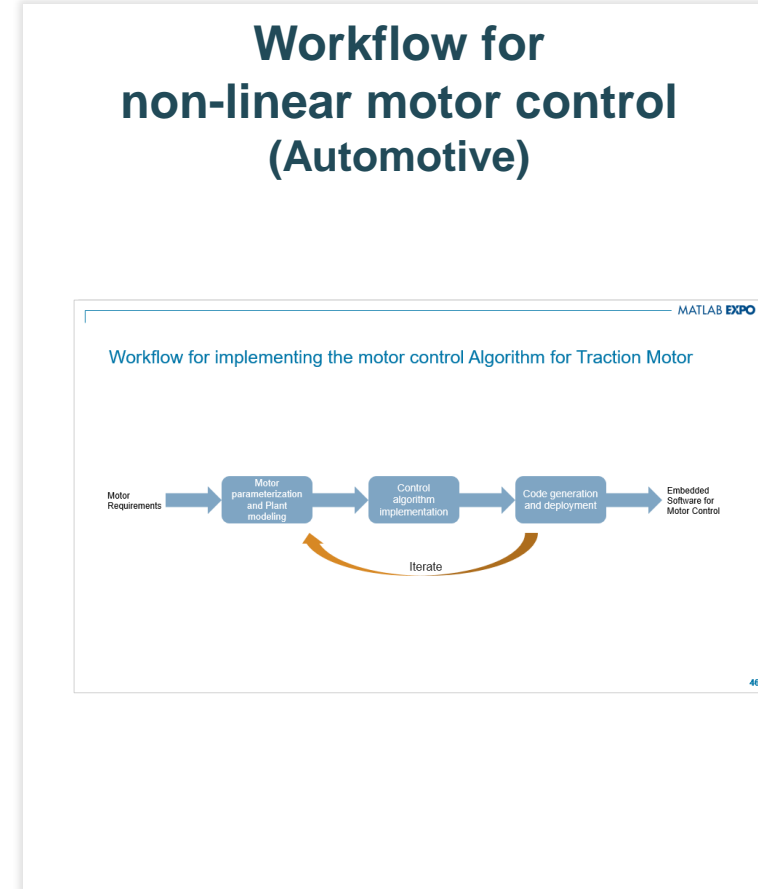 Workflow for
non-linear motor control
(Automotive)
MATLAB EXPO
Workflow for implementing the motor control Algorithm for Traction Motor
Motor
Requirements
Motor
parameterization
and Plant
modeling
Control
algorithm
implementation
Code generation
and deployment
Embedded
Software for
Motor Control
Iterate
46